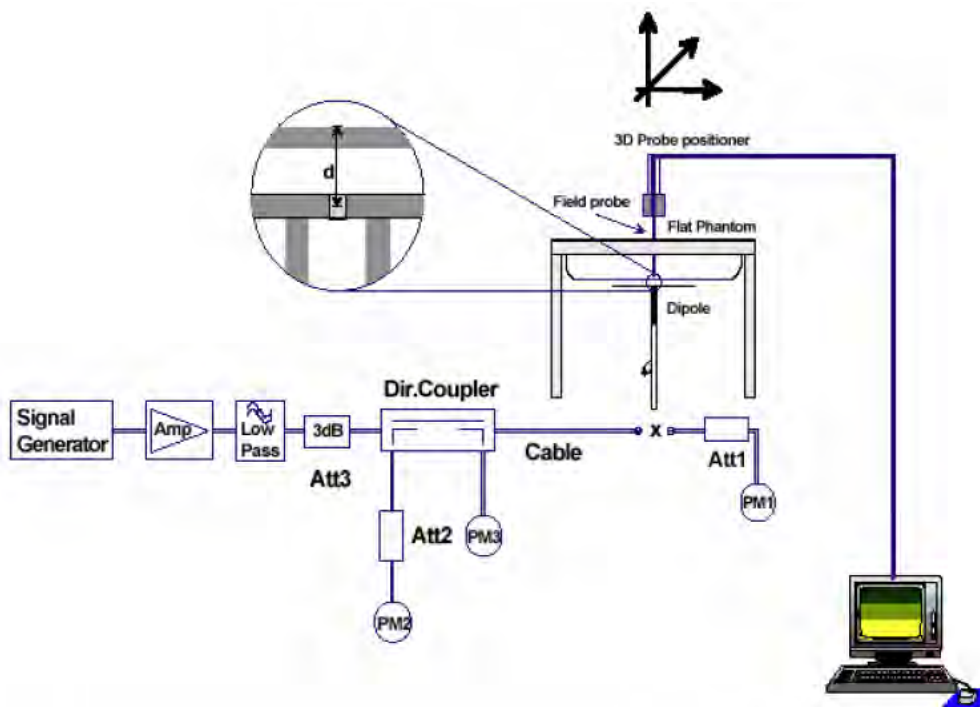 3D Probe positioner
d
Field probe
Flat Phantom
Dipole
Dir.Coupler
Signal
Generator
Amp
Low
Pass
3dB
Att3
Cable
x
Att1
PM1
Att2
PM3
PM2